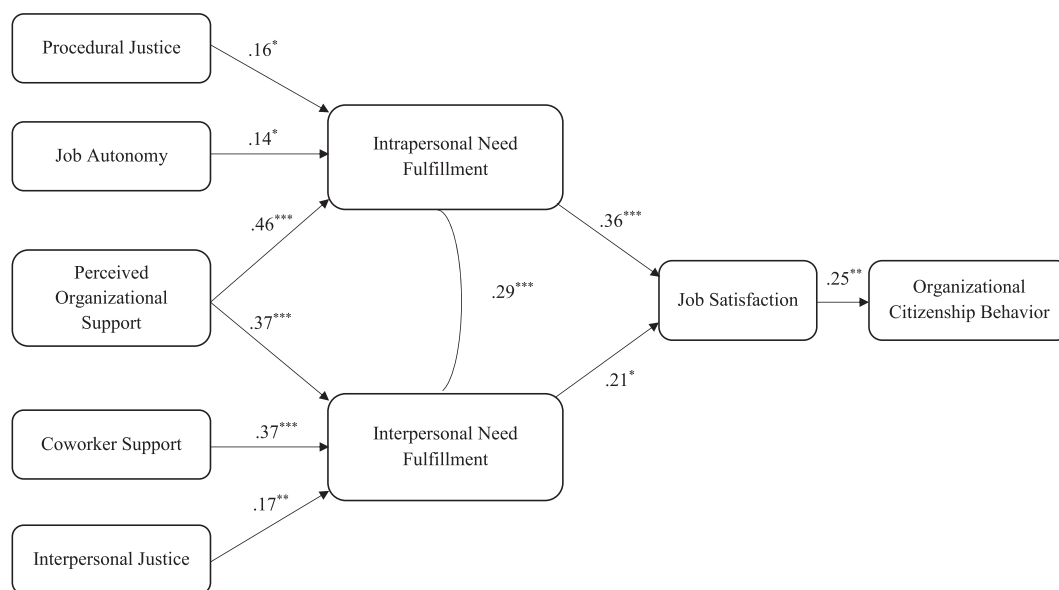 Procedural Justice
.16*
Job Autonomy
.14*
Intrapersonal Need
Fulfillment
.46***
.36***
Perceived
Organizational
Support
.29***
.37***
Job Satisfaction
.25**
Organizational
Citizenship Behavior
.21*
Coworker Support
.37***
Interpersonal Need
Fulfillment
.17**
Interpersonal Justice